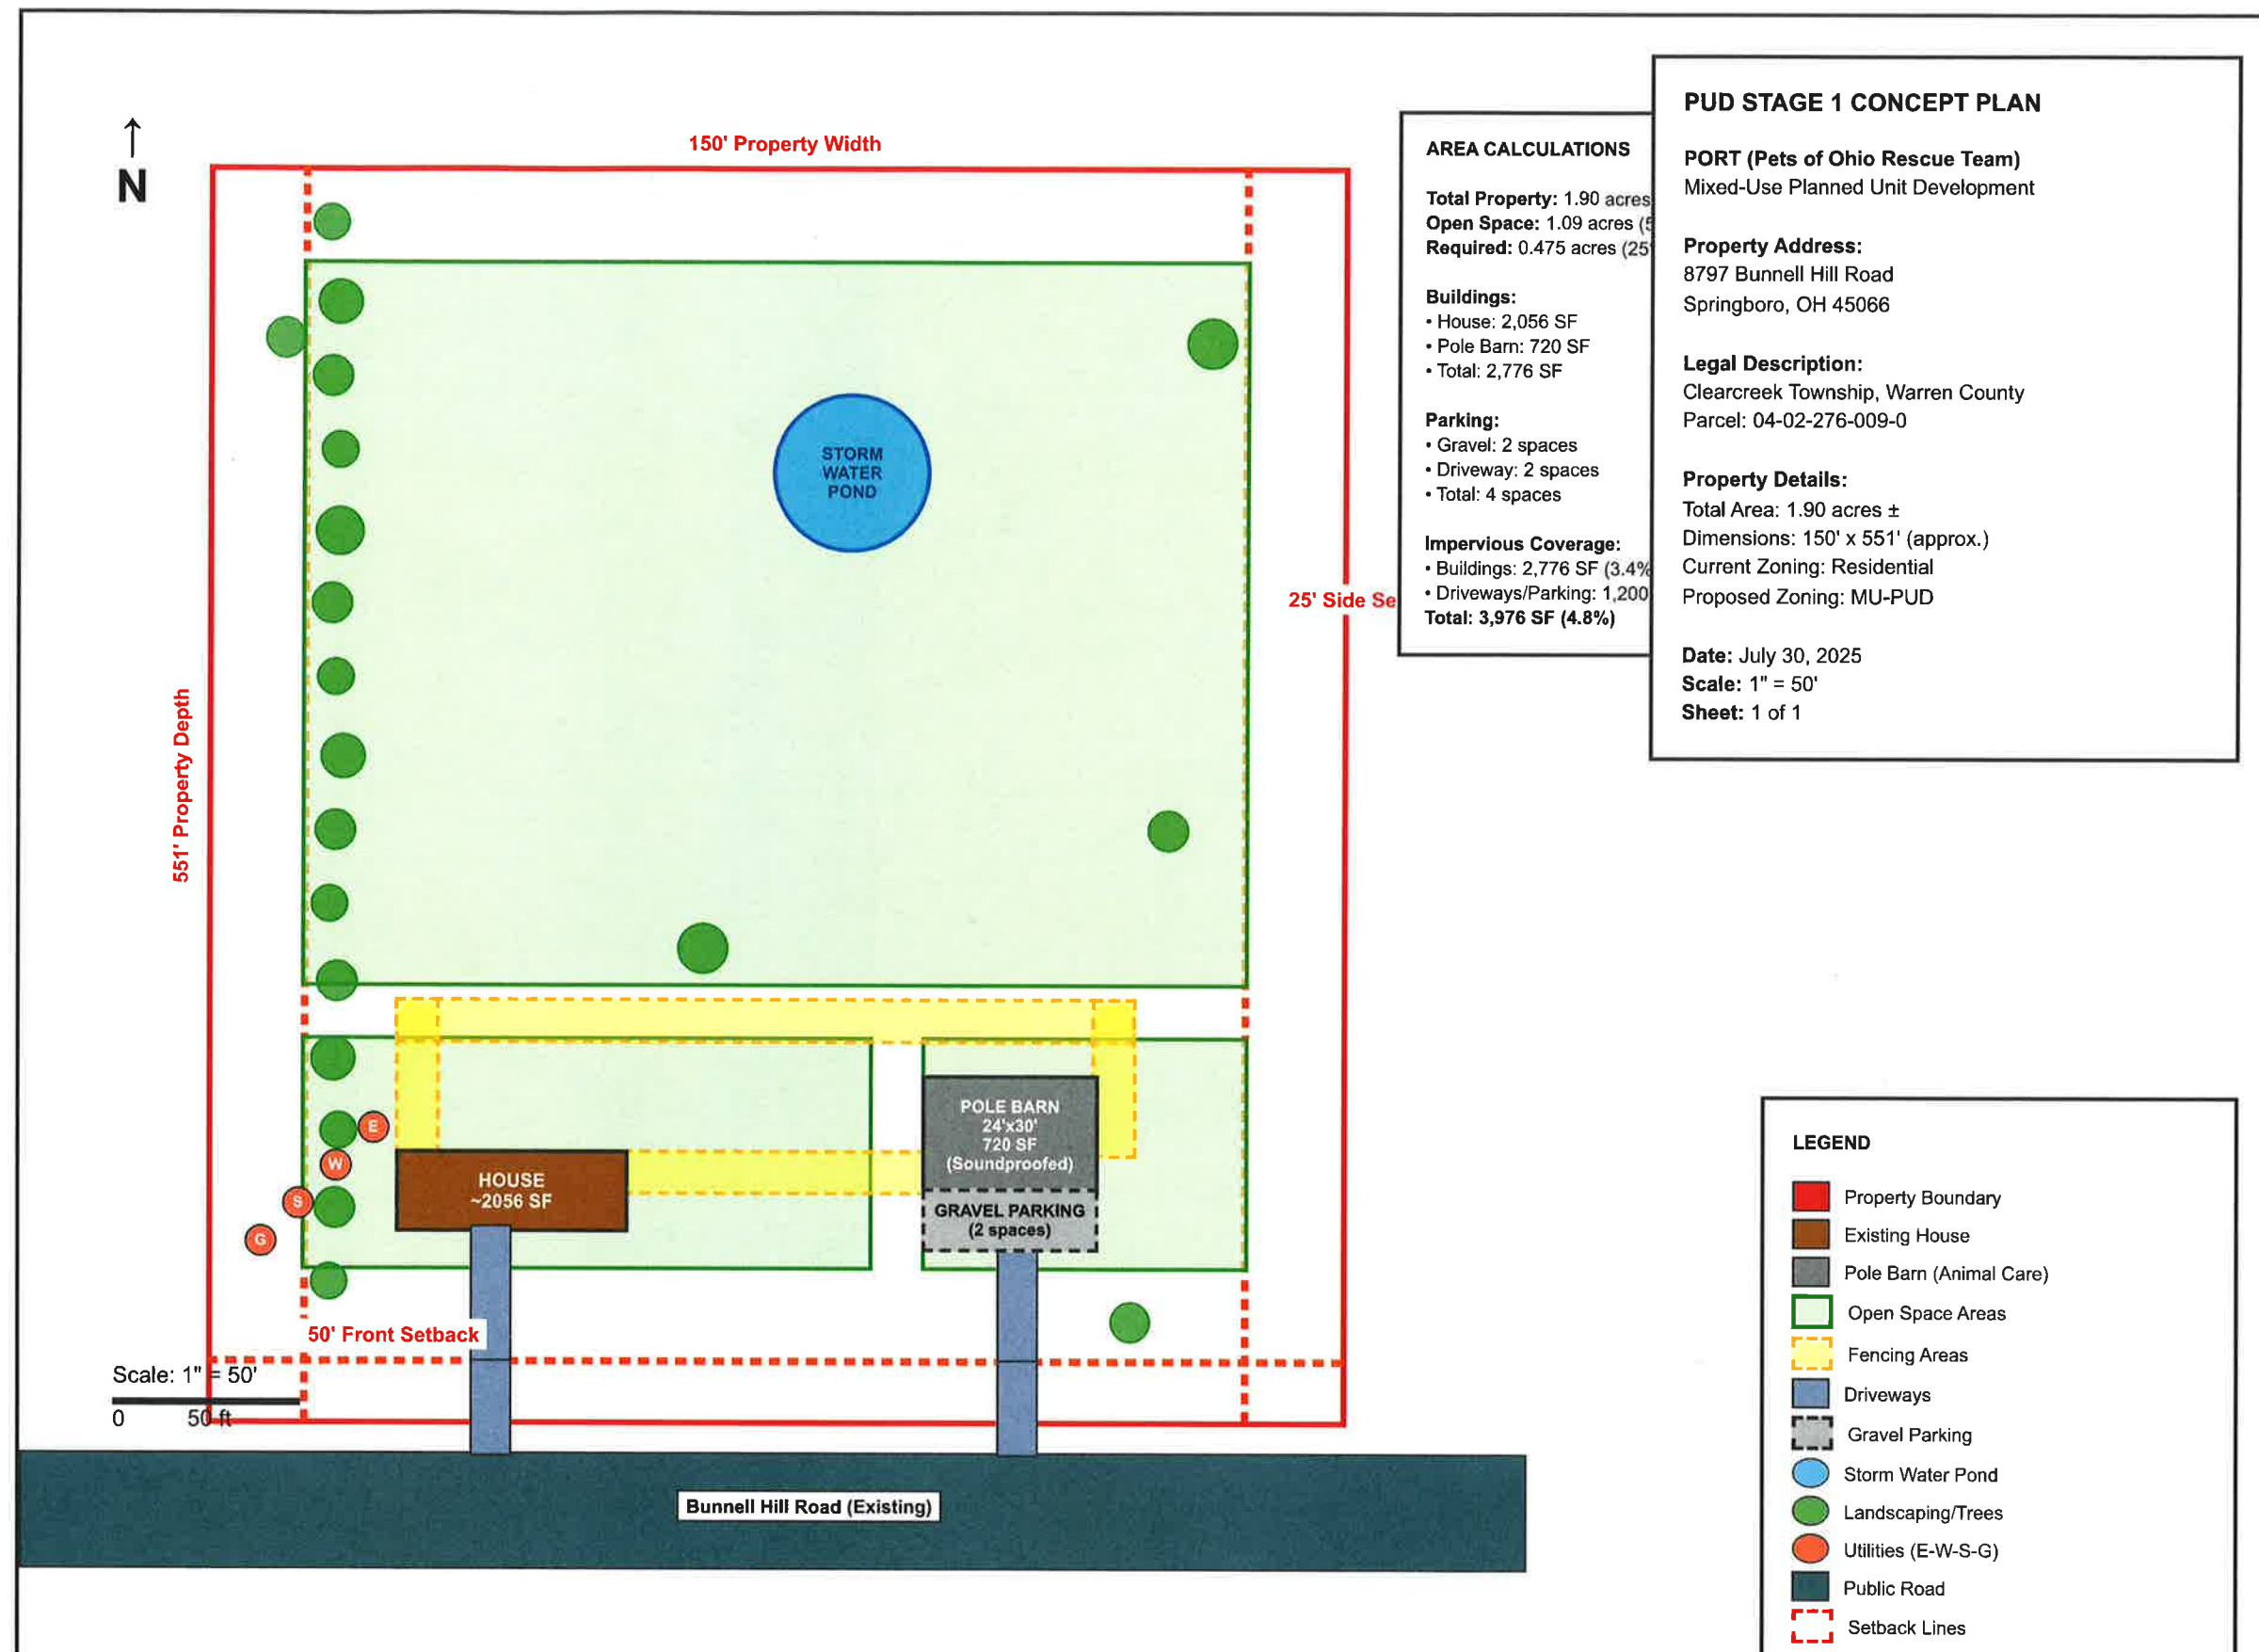 ↑
N
150' Property Width
551' Property Depth
25' Side Se
STORM
WATER
POND
E
W
S
G
HOUSE
~2056 SF
POLE BARN
24'x30'
720 SF
(Soundproofed)
GRAVEL PARKING
(2 spaces)
50' Front Setback
Scale: 1" = 50'
0 50 ft
Bunnell Hill Road (Existing)
AREA CALCULATIONS
Total Property: 1.90 acres
Open Space: 1.09 acres (5
Required: 0.475 acres (25
Buildings:
• House: 2,056 SF
• Pole Barn: 720 SF
• Total: 2,776 SF
Parking:
• Gravel: 2 spaces
• Driveway: 2 spaces
• Total: 4 spaces
Impervious Coverage:
• Buildings: 2,776 SF (3.4%
• Driveways/Parking: 1,200
Total: 3,976 SF (4.8%)
PUD STAGE 1 CONCEPT PLAN
PORT (Pets of Ohio Rescue Team)
Mixed-Use Planned Unit Development
Property Address:
8797 Bunnell Hill Road
Springboro, OH 45066
Legal Description:
Clearcreek Township, Warren County
Parcel: 04-02-276-009-0
Property Details:
Total Area: 1.90 acres ±
Dimensions: 150' x 551' (approx.)
Current Zoning: Residential
Proposed Zoning: MU-PUD
Date: July 30, 2025
Scale: 1" = 50'
Sheet: 1 of 1
LEGEND
Property Boundary
Existing House
Pole Barn (Animal Care)
Open Space Areas
Fencing Areas
Driveways
Gravel Parking
Storm Water Pond
Landscaping/Trees
Utilities (E-W-S-G)
Public Road
Setback Lines